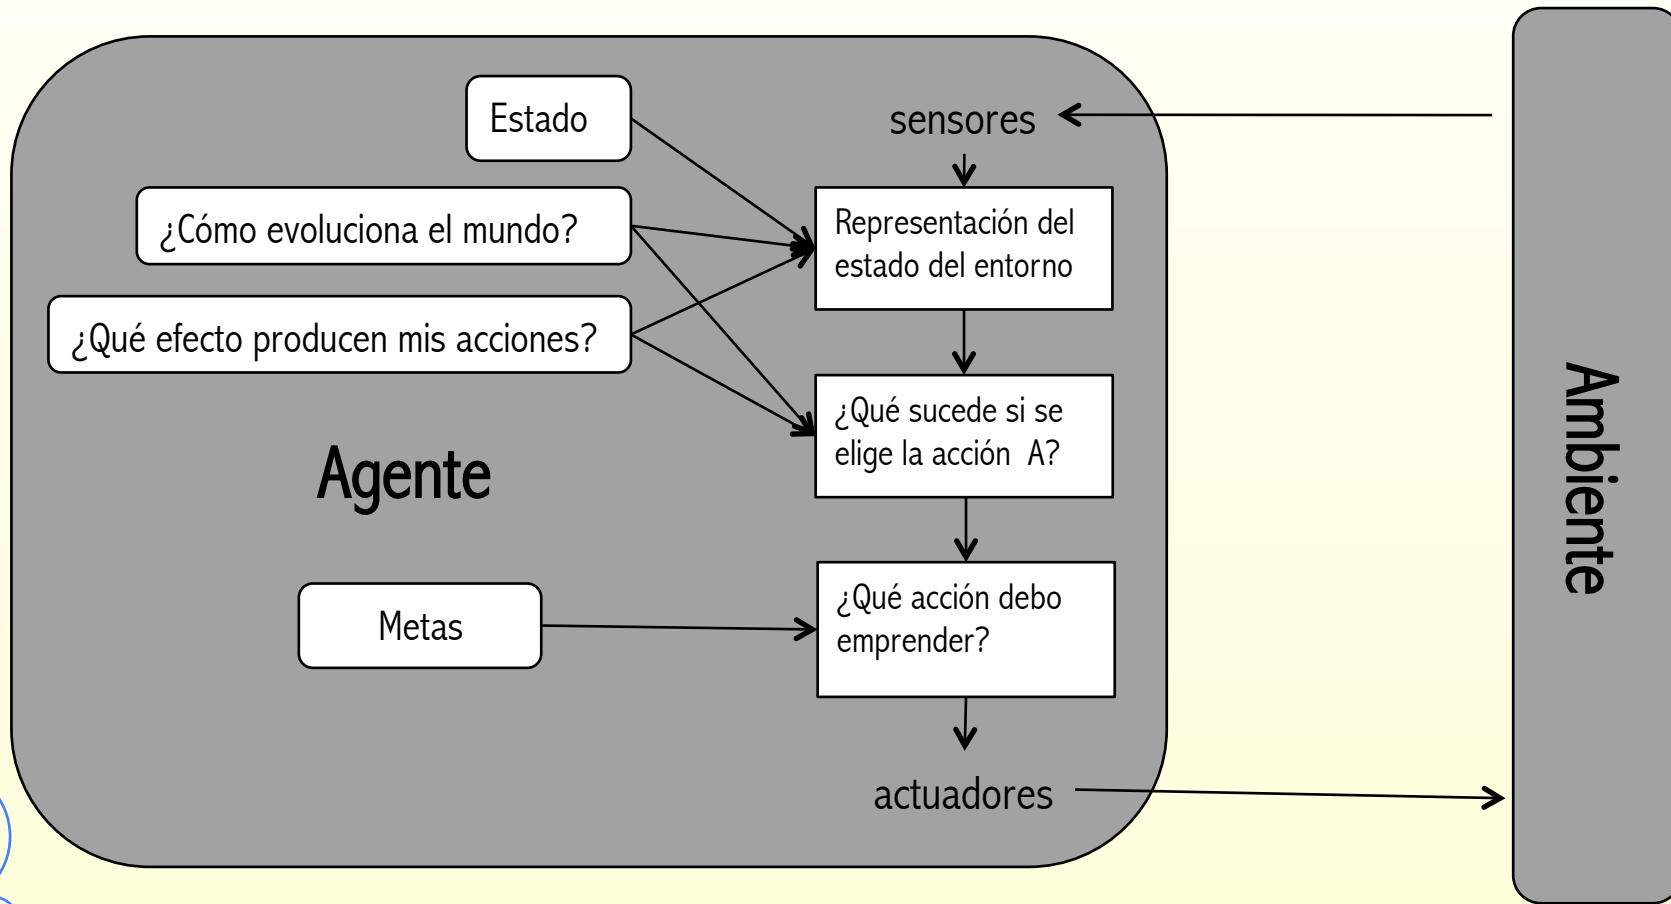 Estado
sensores
¿Cómo evoluciona el mundo?
Representación del
estado del entorno
¿Qué efecto producen mis acciones?
¿Qué sucede si se
elige la acción  A?
Agente
Ambiente
Metas
¿Qué acción debo
emprender?
actuadores